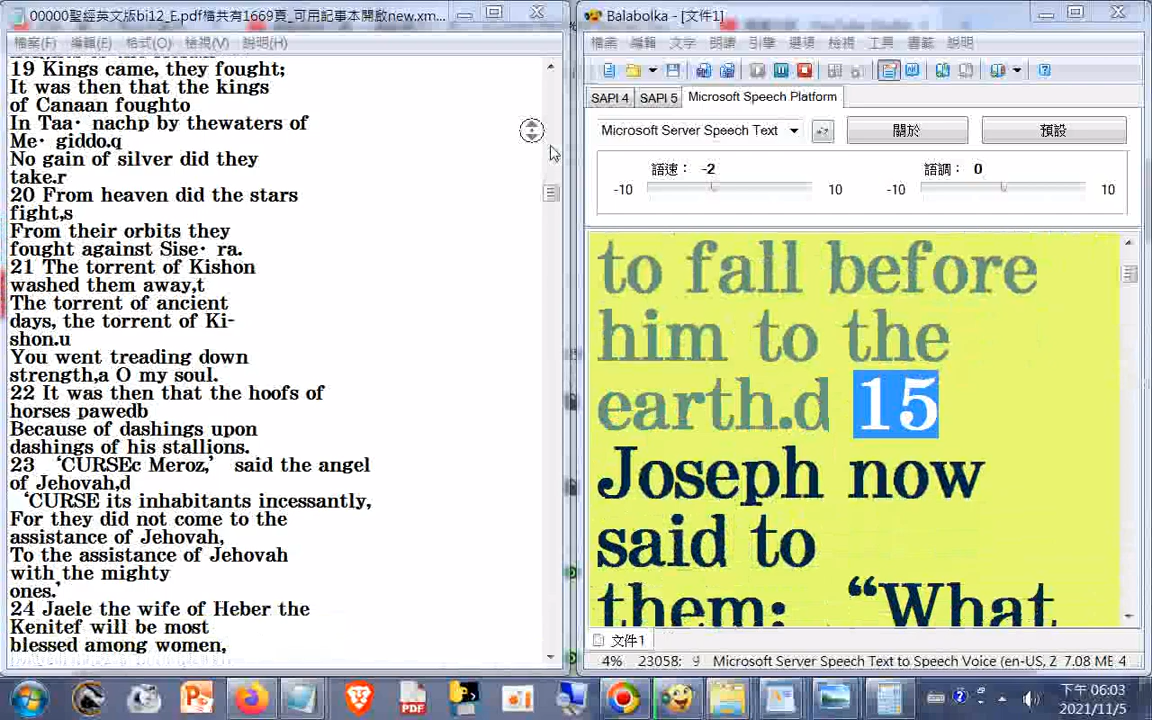 00000聖經英文版bi12_E.pdf檔共有1669頁_可用記事本開啟new.xm...
檔案(F) 編輯(E) 格式(O) 檢視(V) 說明(H)
19 Kings came, they fought;
It was then that the kings
of Canaan foughto
In Taa· nachp by thewaters of
Me· giddo.q
No gain of silver did they
take.r
20 From heaven did the stars
fight,s
From their orbits they
fought against Sise· ra.
21 The torrent of Kishon
washed them away,t
The torrent of ancient
days, the torrent of Ki-
shon.u
You went treading down
strength,a O my soul.
22 It was then that the hoofs of
horses pawedb
Because of dashings upon
dashings of his stallions.
23 ‘CURSEc Meroz,’ said the angel
of Jehovah,d
‘CURSE its inhabitants incessantly,
For they did not come to the
assistance of Jehovah,
To the assistance of Jehovah
with the mighty
ones.’
24 Jaele the wife of Heber the
Kenitef will be most
blessed among women,
Balabolka - [文件1]
檔案 編輯 文字 朗讀 引擎 選項 檢視 工具 書籤 說明
SAPI 4 SAPI 5 Microsoft Speech Platform
Microsoft Server Speech Text 關於 預設
語速: -2 語調: 0
-10 10 -10 10
to fall before
him to the
earth.d 15
Joseph now
said to
them: “What
文件1
4% 23058: 9 Microsoft Server Speech Text to Speech Voice (en-US, 2 7.08 MB 4
PDF
下午 06:03
2021/11/5